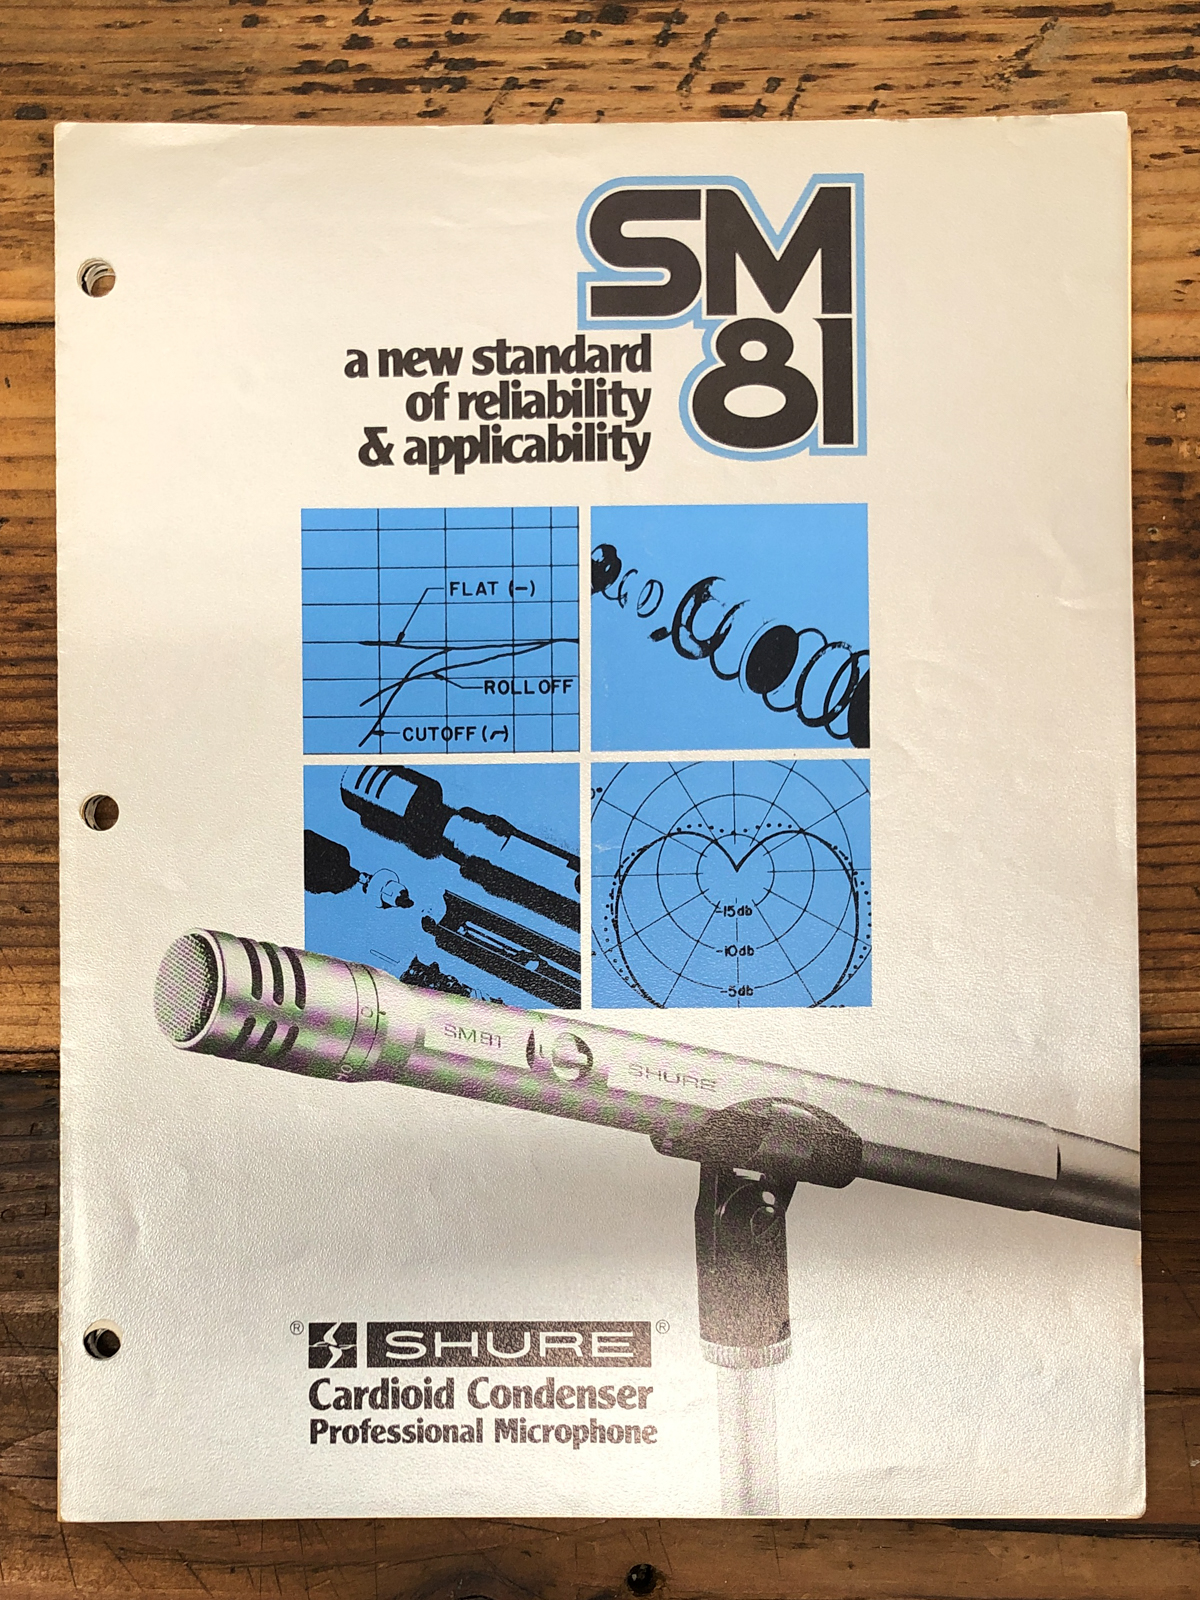 SM
81
a new standard
of reliability
& applicability
FLAT (—)
ROLLOFF
CUTOFF (⌐)
-15db
-10db
-5db
SM81
SHURE
® SHURE ®
Cardioid Condenser
Professional Microphone